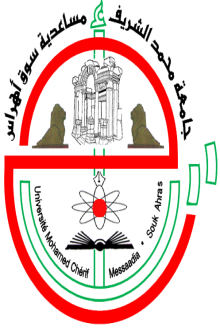 جامعة محمد الشريف مساعدية سوق أهراس
Université Mohamed Chérif Messaadia • Souk Ahras